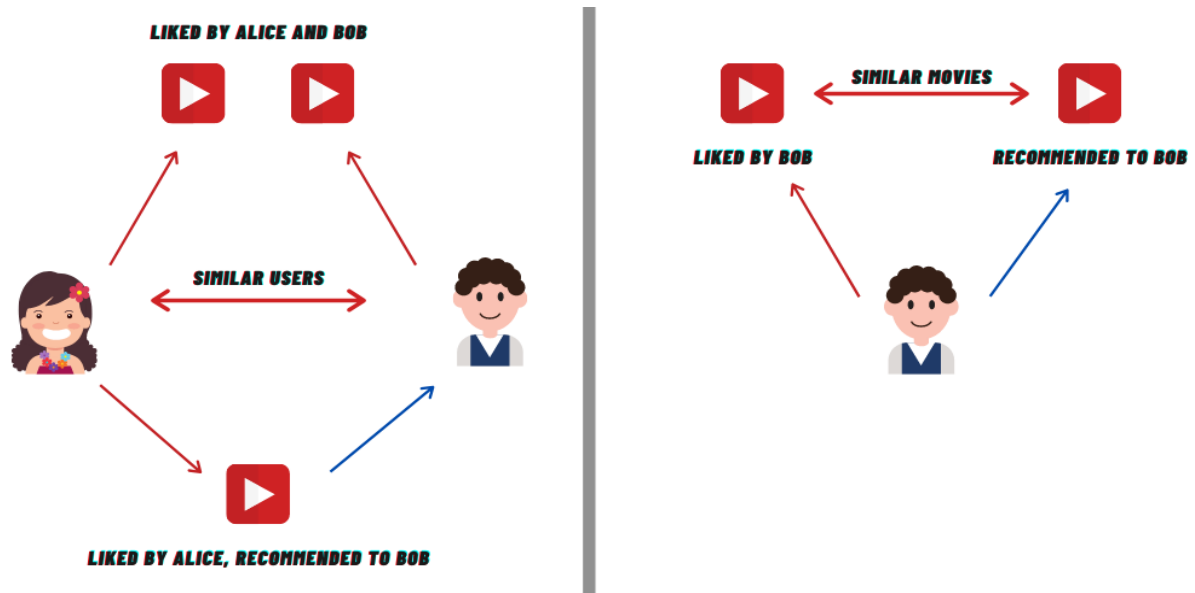 LIKED BY ALICE AND BOB
SIMILAR USERS
LIKED BY ALICE, RECOMMENDED TO BOB
SIMILAR MOVIES
LIKED BY BOB
RECOMMENDED TO BOB